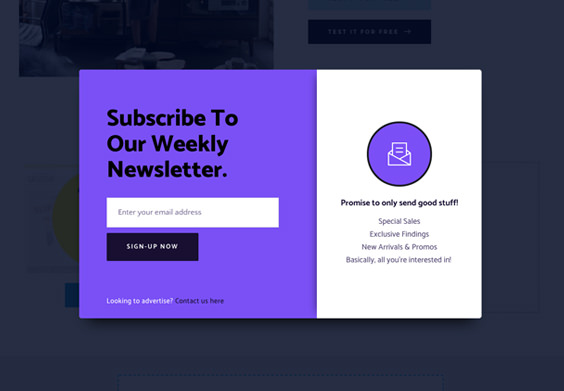 TEST IT FOR FREE →
Subscribe To
Our Weekly
Newsletter.
Enter your email address
SIGN-UP NOW
Looking to advertise? Contact us here
Promise to only send good stuff!
Special Sales
Exclusive Findings
New Arrivals & Promos
Basically, all you're interested in!